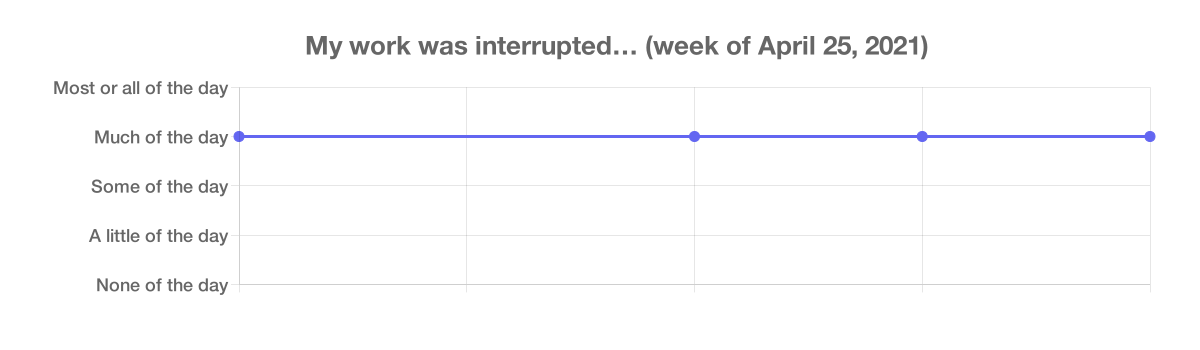 My work was interrupted… (week of April 25, 2021)
Most or all of the day
Much of the day
Some of the day
A little of the day
None of the day